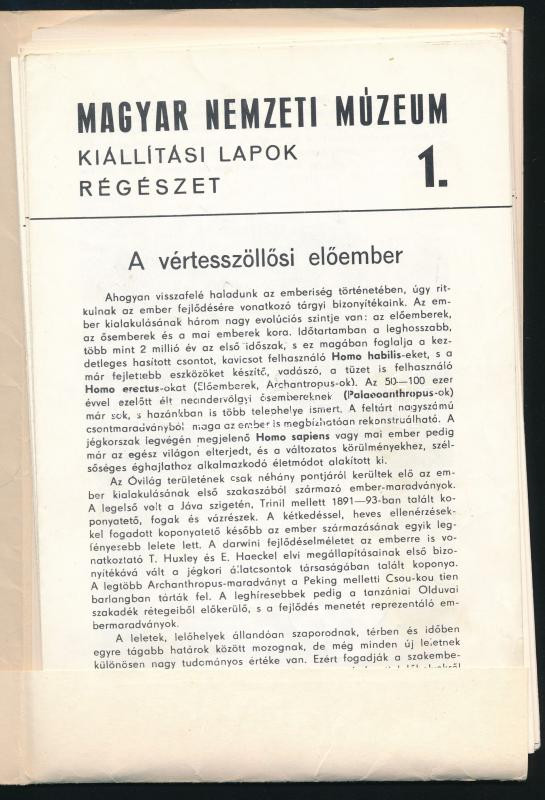 MAGYAR NEMZETI MÚZEUM
KIÁLLÍTÁSI LAPOK
RÉGÉSZET
1.
A vértesszöllősi előember
Ahogyan visszafelé haladunk az emberiség történetében, úgy rit-
kulnak az ember fejlődésére vonatkozó tárgyi bizonyítékaink. Az em-
ber kialakulásának három nagy evolúciós szintje van: az előemberek,
az ősemberek és a mai emberek kora. Időtartamban a leghosszabb,
több mint 2 millió év az első időszak, s ez magában foglalja a kez-
detleges hasított csontot, kavicsot felhasználó Homo habilis-eket, s a
már fejlettebb eszközöket készítő, vadászó, a tüzet is felhasználó
Homo erectus-okat (Előemberek, Archantropus-ok). Az 50—100 ezer
évvel ezelőtt élt neandervölgyi ősembereknek (Palaeoanthropus-ok)
már sok, s hazánkban is több telephelye ismert. A feltárt nagyszámú
csontmaradványból maga az ember is megbízhatóan rekonstruálható. A
jégkorszak legvégén megjelenő Homo sapiens vagy mai ember pedig
már az egész világon elterjedt, és a változatos körülményekhez, szél-
sőséges éghajlathoz alkalmazkodó életmódot alakított ki.
Az Óvilág területének csak néhány pontjáról kerültek elő az em-
ber kialakulásának első szakaszából származó ember-maradványok.
A legelső volt a Jáva szigetén, Trinil mellett 1891—93-ban talált ko-
ponyatető, fogak és vázrészek. A kétkedéssel, heves ellenérzések-
kel fogadott koponyatető később az ember származásának egyik leg-
fényesebb lelete lett. A darwini fejlődéselméletet az emberre is vo-
natkoztató T. Huxley és E. Haeckel elvi megállapításainak első bizo-
nyítékává vált a jégkori állatcsontok társaságában talált koponya.
A legtöbb Archanthropus-maradványt a Peking melletti Csou-kou tien
barlangban tárták fel. A leghíresebbek pedig a tanzániai Olduvai
szakadék rétegeiből előkerülő, s a fejlődés menetét reprezentáló em-
bermaradványok.
A leletek, lelőhelyek állandóan szaporodnak, térben és időben
egyre tágabb határok között mozognak, de még minden új leletnek
különösen nagy tudományos értéke van. Ezért fogadják a szakembe-